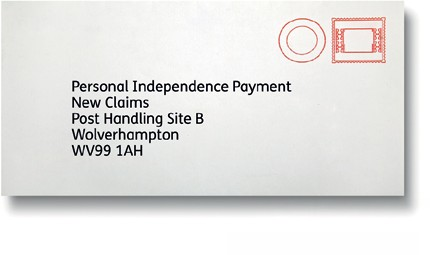 Personal Independence Payment
New Claims
Post Handling Site B
Wolverhampton
WV99 1AH